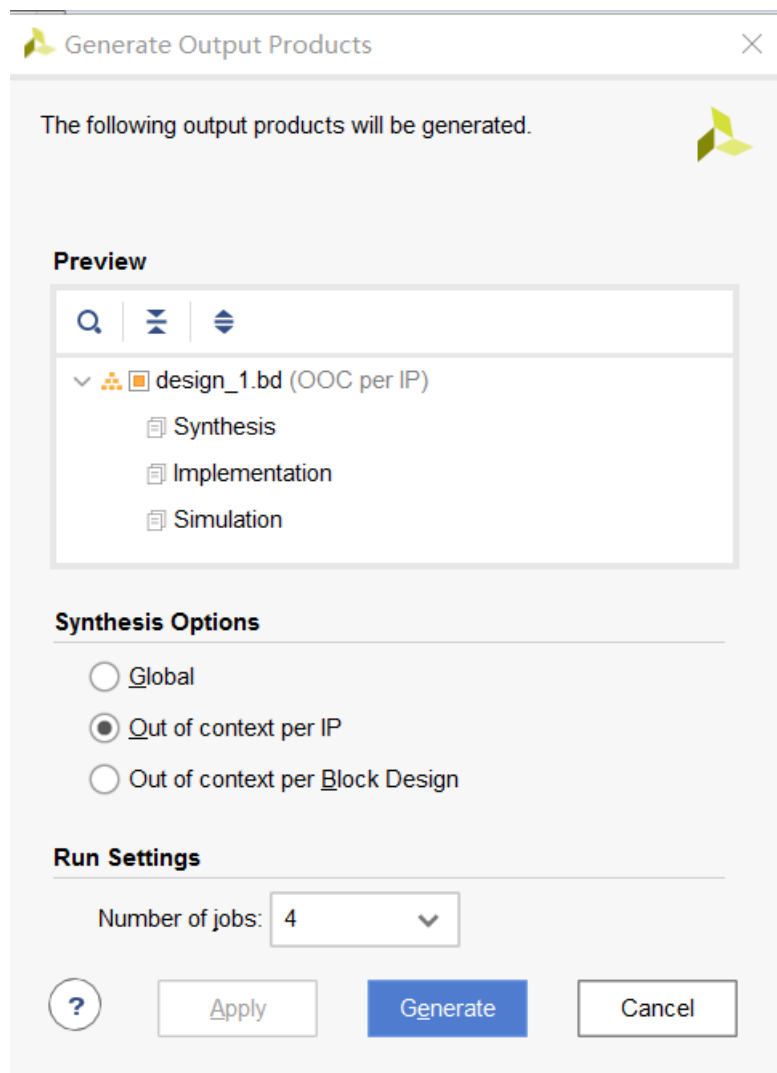 Generate Output Products
The following output products will be generated.
Preview
design_1.bd (OOC per IP)
Synthesis
Implementation
Simulation
Synthesis Options
Global
Out of context per IP
Out of context per Block Design
Run Settings
Number of jobs: 4
? Apply Generate Cancel